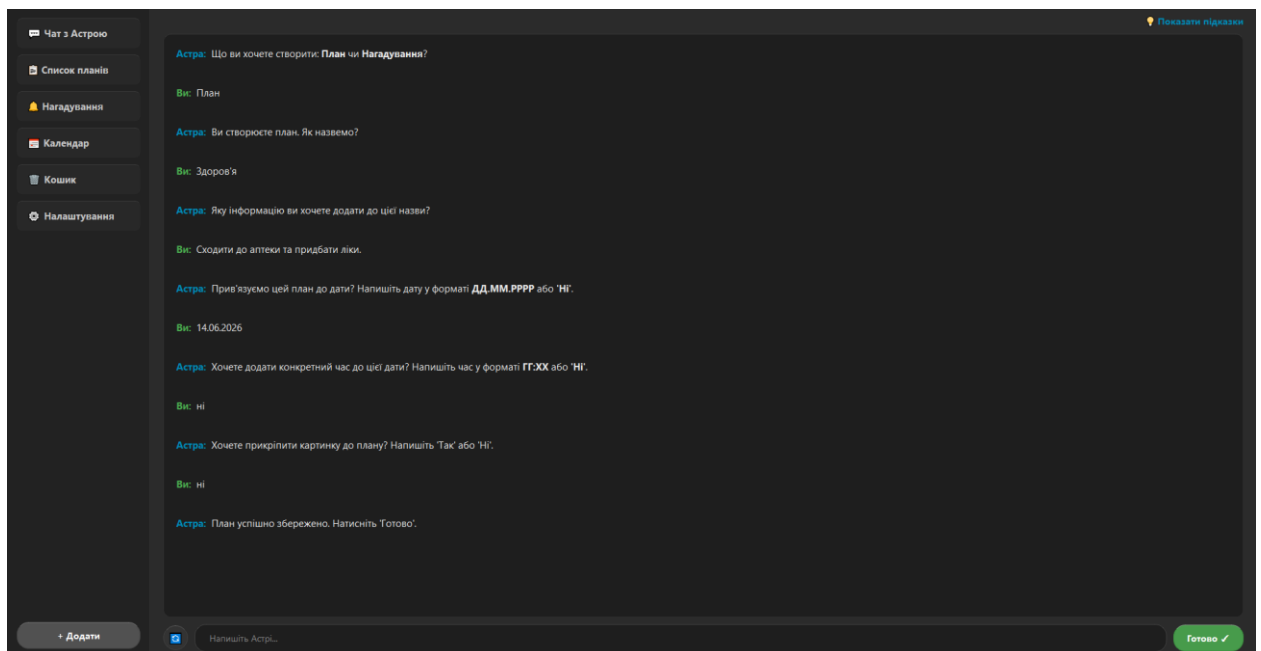 Чат з Астрою
Список планів
Нагадування
Календар
Кошик
Налаштування
+ Додати
Показати підказки
Астра: Що ви хочете створити: План чи Нагадування?
Ви: План
Астра: Ви створюєте план. Як назвемо?
Ви: Здоров'я
Астра: Яку інформацію ви хочете додати до цієї назви?
Ви: Сходити до аптеки та придбати ліки.
Астра: Прив'язуємо цей план до дати? Напишіть дату у форматі ДД.ММ.РРРР або 'Ні'.
Ви: 14.06.2026
Астра: Хочете додати конкретний час до цієї дати? Напишіть час у форматі ГГ:ХХ або 'Ні'.
Ви: ні
Астра: Хочете прикріпити картинку до плану? Напишіть 'Так' або 'Ні'.
Ви: ні
Астра: План успішно збережено. Натисніть 'Готово'.
Напишіть Астрі...
Готово ✓